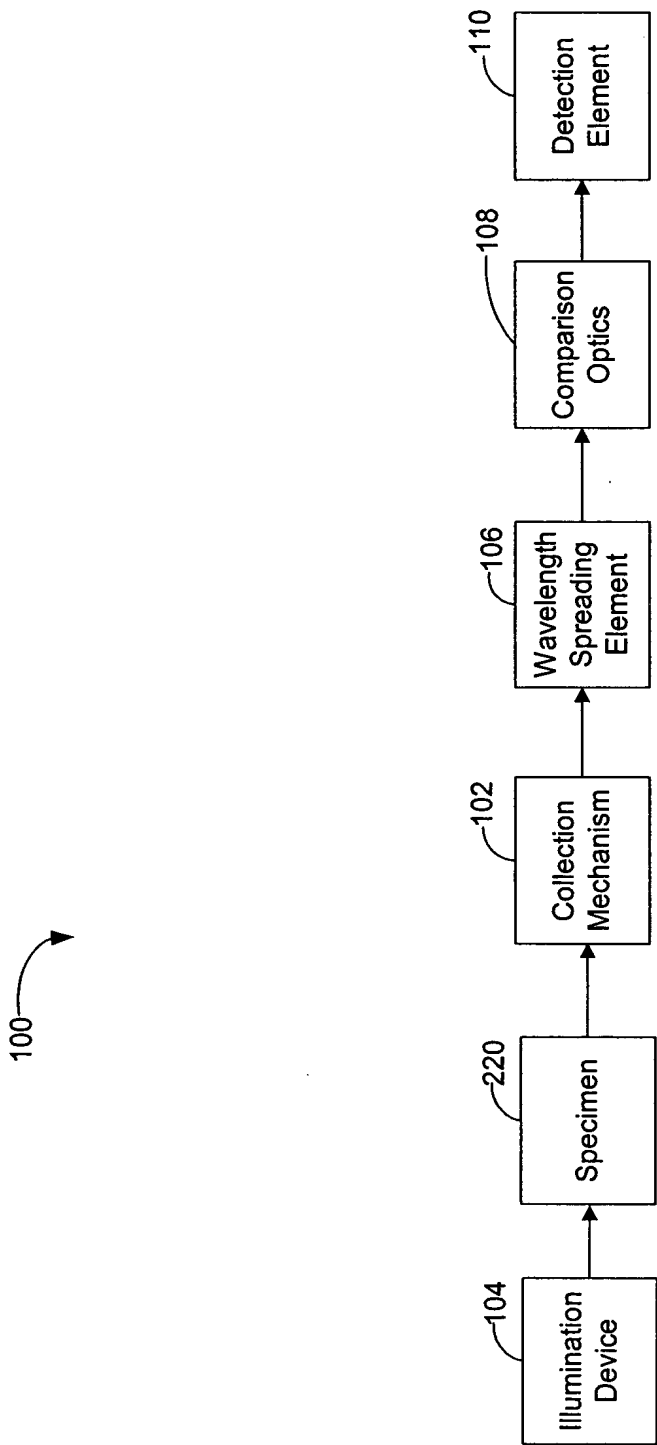 100
104
Illumination
Device
220
Specimen
102
Collection
Mechanism
106
Wavelength
Spreading
Element
108
Comparison
Optics
110
Detection
Element